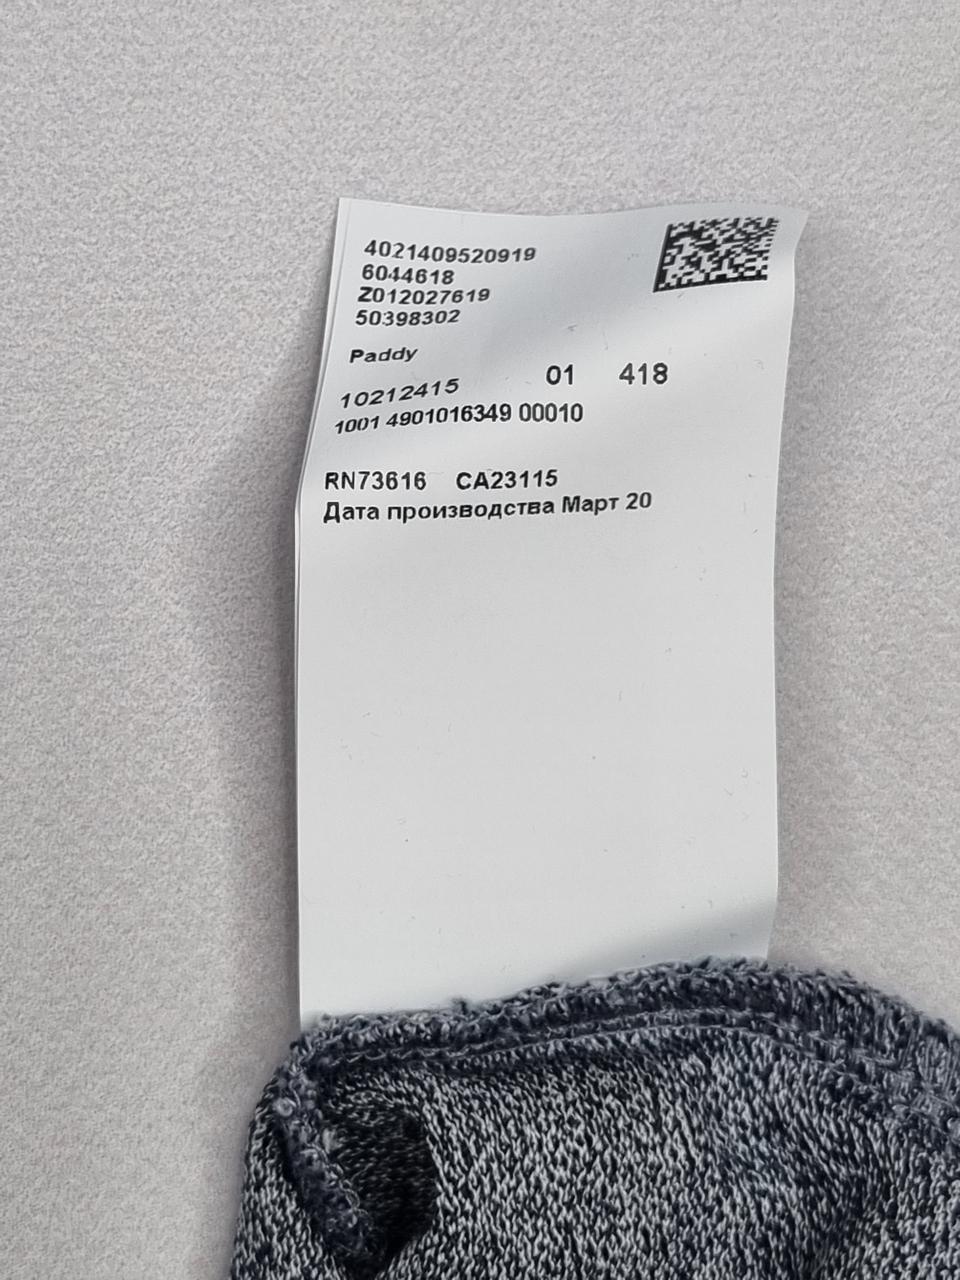 4021409520919
6044618
Z012027619
50398302
Paddy
10212415 01 418
1001 4901016349 00010
RN73616 CA23115
Дата производства Март 20